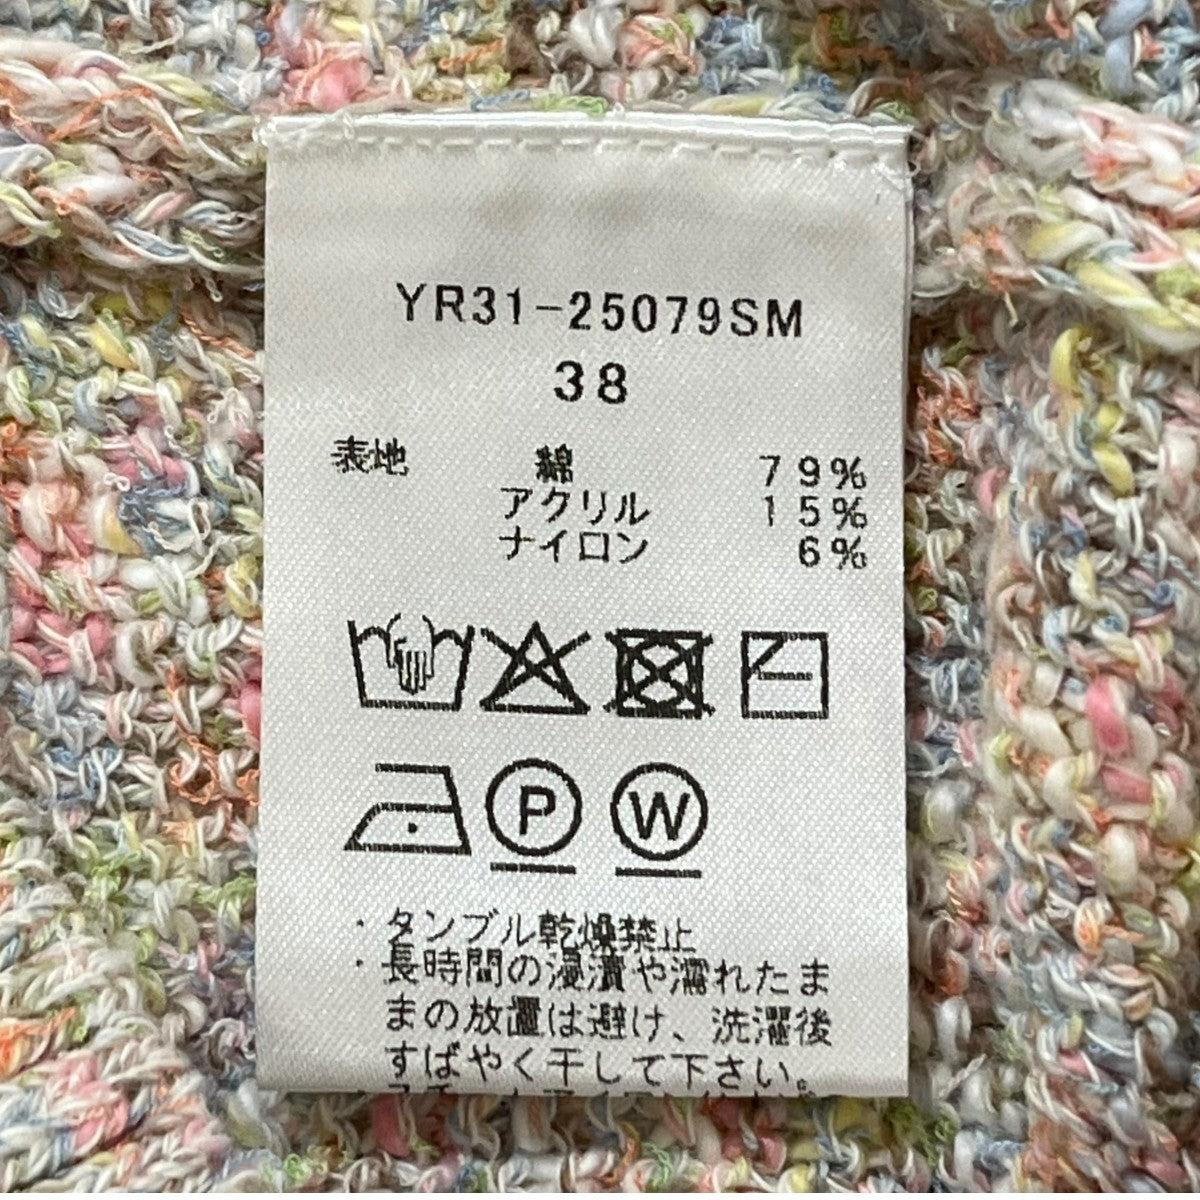 YR31-25079SM
38
表地 綿 79%
アクリル 15%
ナイロン 6%
P W
・タンブル乾燥禁止
・長時間の浸漬や濡れたま
まの放置は避け、洗濯後
すばやく干して下さい。